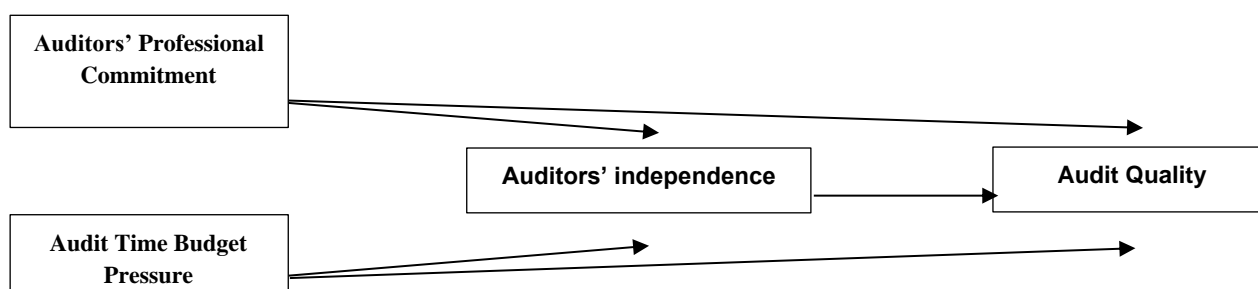 Auditors’ Professional
Commitment
Auditors’ independence
Audit Quality
Audit Time Budget
Pressure